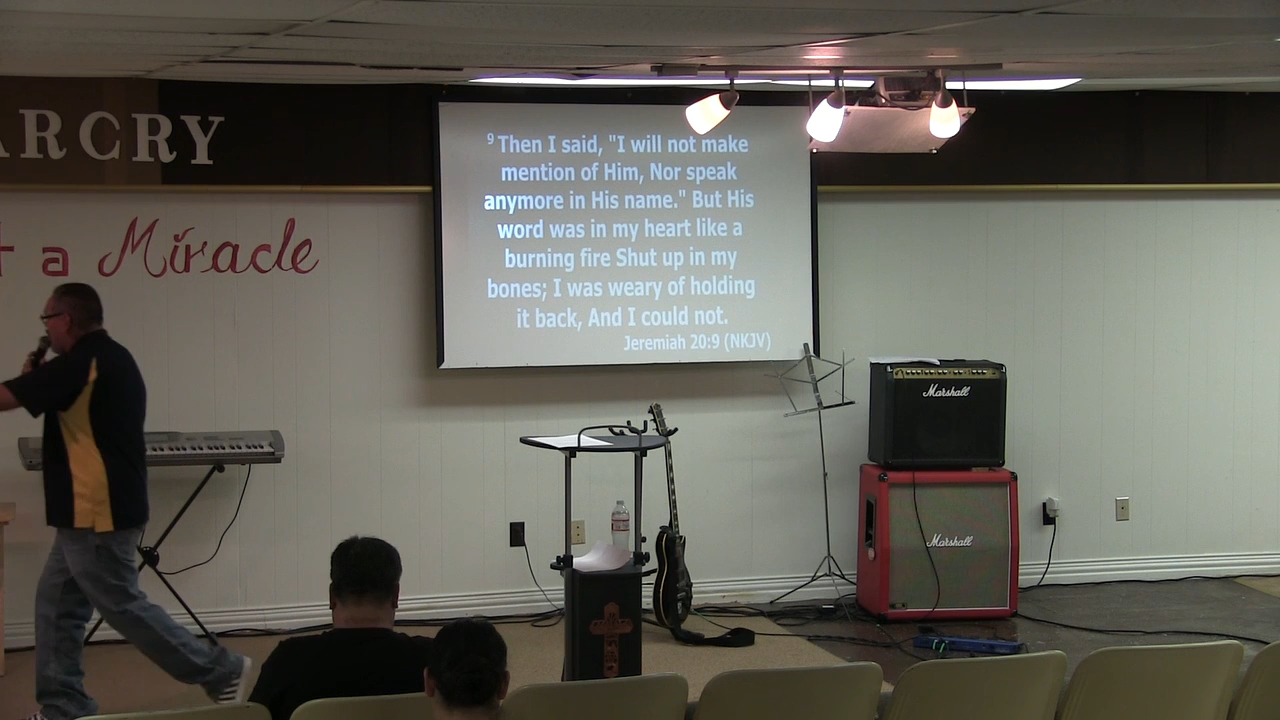 ARCRY
t a Miracle
9 Then I said, "I will not make
mention of Him, Nor speak
anymore in His name." But His
word was in my heart like a
burning fire Shut up in my
bones; I was weary of holding
it back, And I could not.
Jeremiah 20:9 (NKJV)
Marshall
Marshall